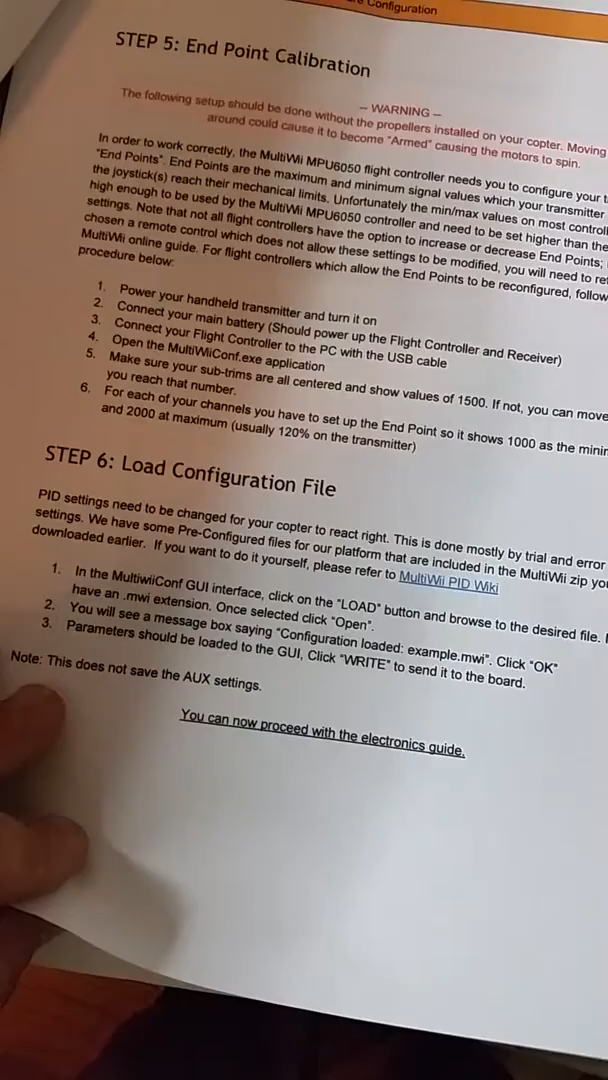 Configuration
STEP 5: End Point Calibration
– WARNING –
The following setup should be done without the propellers installed on your copter. Moving
around could cause it to become "Armed" causing the motors to spin.
In order to work correctly, the MultiWii MPU6050 flight controller needs you to configure your
"End Points". End Points are the maximum and minimum signal values which your transmitter
the joystick(s) reach their mechanical limits. Unfortunately the min/max values on most
high enough to be used by the MultiWii MPU6050 controller and need to be set higher than the
settings. Note that not all flight controllers have the option to increase or decrease End Points;
chosen a remote control which does not allow these settings to be modified, you will need to
MultiWii online guide. For flight controllers which allow the End Points to be reconfigured, follow
procedure below:
1. Power your handheld transmitter and turn it on
2. Connect your main battery (Should power up the Flight Controller and Receiver)
3. Connect your Flight Controller to the PC with the USB cable
4. Open the MultiWiiConf.exe application
5. Make sure your sub-trims are all centered and show values of 1500. If not, you can move
you reach that number.
6. For each of your channels you have to set up the End Point so it shows 1000 as the
and 2000 at maximum (usually 120% on the transmitter)
STEP 6: Load Configuration File
PID settings need to be changed for your copter to react right. This is done mostly by trial and error
settings. We have some Pre-Configured files for our platform that are included in the MultiWii zip
downloaded earlier. If you want to do it yourself, please refer to MultiWii PID Wiki
1. In the MultiwiiConf GUI interface, click on the "LOAD" button and browse to the desired file.
have an .mwi extension. Once selected click "Open".
2. You will see a message box saying "Configuration loaded: example.mwi". Click "OK"
3. Parameters should be loaded to the GUI, Click "WRITE" to send it to the board.
Note: This does not save the AUX settings.
You can now proceed with the electronics guide.